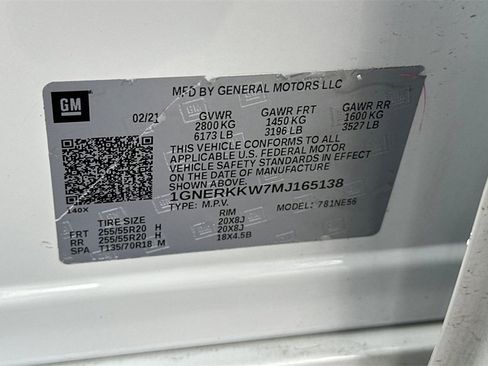 MFD BY GENERAL MOTORS LLC
GM
02/21 GVWR GAWR FRT GAWR RR
2800 KG 1450 KG 1600 KG
6173 LB 3196 LB 3527 LB
THIS VEHICLE CONFORMS TO ALL APPLICABLE
U.S. FEDERAL MOTOR
VEHICLE SAFETY STANDARDS IN EFFECT ON
THE DATE OF MANUFACTURE SHOWN ABOVE.
1GNERKKW7MJ165138
140X
TYPE: M.P.V. MODEL: 781NE56
TIRE SIZE RIM
FRT 255/55R20 H 20X8J
RR 255/55R20 H 20X8J
SPA T135/70R18 M 18X4.5B